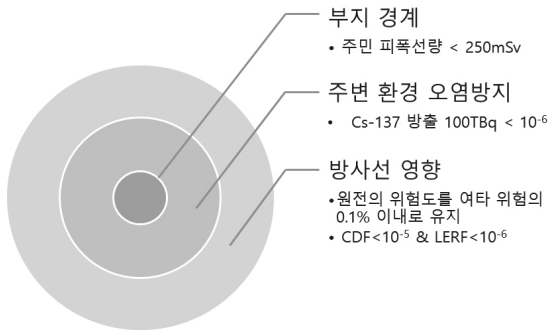 부지 경계
• 주민 피폭선량 < 250mSv
주변 환경 오염방지
• Cs-137 방출 100TBq < 10⁻⁶
방사선 영향
•원전의 위험도를 여타 위험의
0.1% 이내로 유지
• CDF<10⁻⁵ & LERF<10⁻⁶